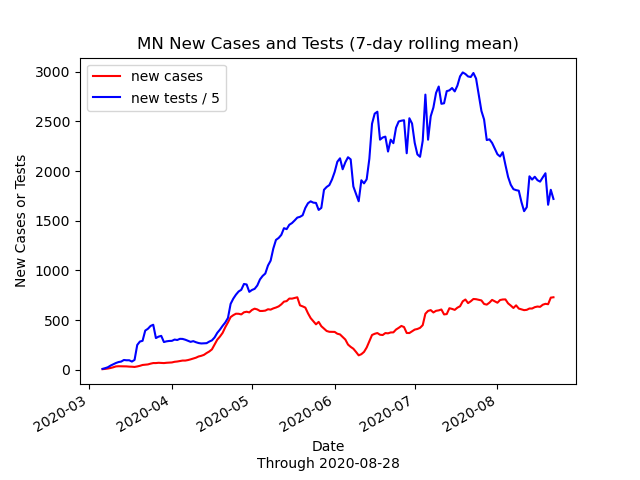 MN New Cases and Tests (7-day rolling mean)
new cases
new tests / 5
New Cases or Tests
3000
2500
2000
1500
1000
500
0
2020-03
2020-04
2020-05
2020-06
2020-07
2020-08
Date
Through 2020-08-28